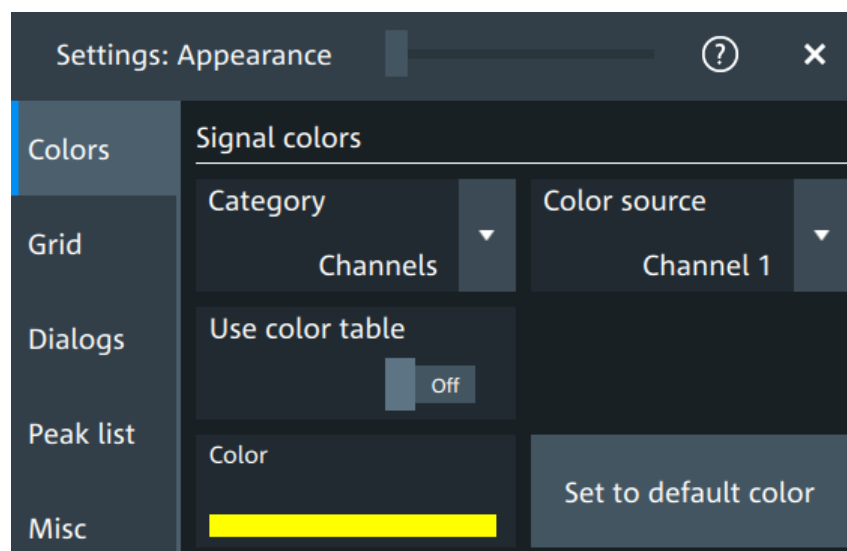 Settings: Appearance ? ×
Colors
Signal colors
Category
Channels
Color source
Channel 1
Grid
Use color table
Off
Dialogs
Peak list
Color
Set to default color
Misc